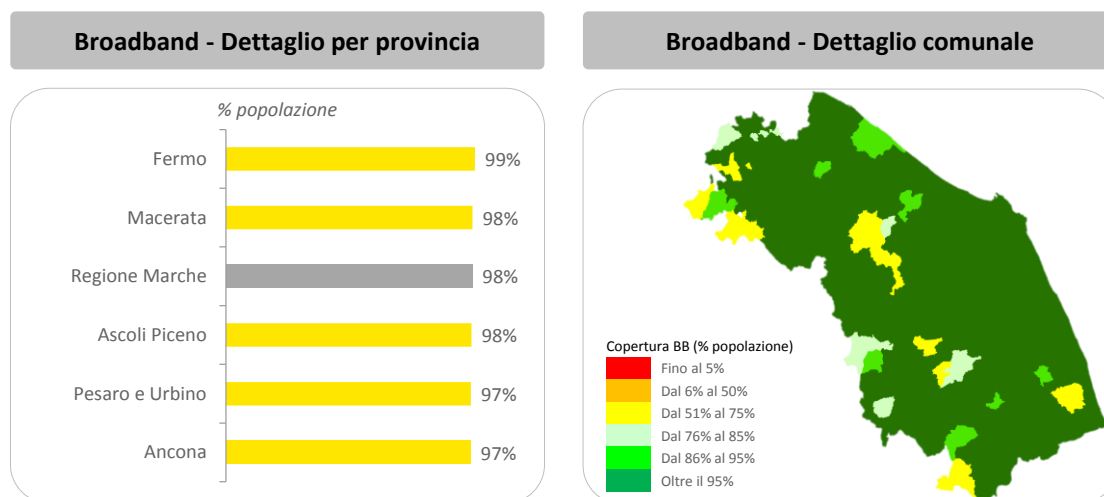 Broadband - Dettaglio per provincia
% popolazione
Fermo 99%
Macerata 98%
Regione Marche 98%
Ascoli Piceno 98%
Pesaro e Urbino 97%
Ancona 97%
Broadband - Dettaglio comunale
Copertura BB (% popolazione)
Fino al 5%
Dal 6% al 50%
Dal 51% al 75%
Dal 76% al 85%
Dal 86% al 95%
Oltre il 95%